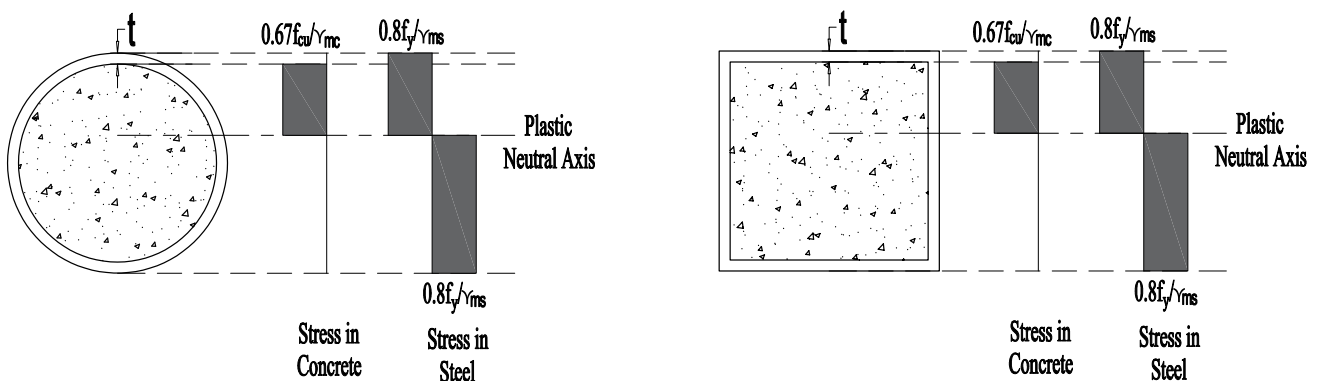 t
0.67fcu/γmc
0.8fy/γms
Plastic
Neutral Axis
0.8fy/γms
Stress in
Concrete
Stress in
Steel
t
0.67fcu/γmc
0.8fy/γms
Plastic
Neutral Axis
0.8fy/γms
Stress in
Concrete
Stress in
Steel